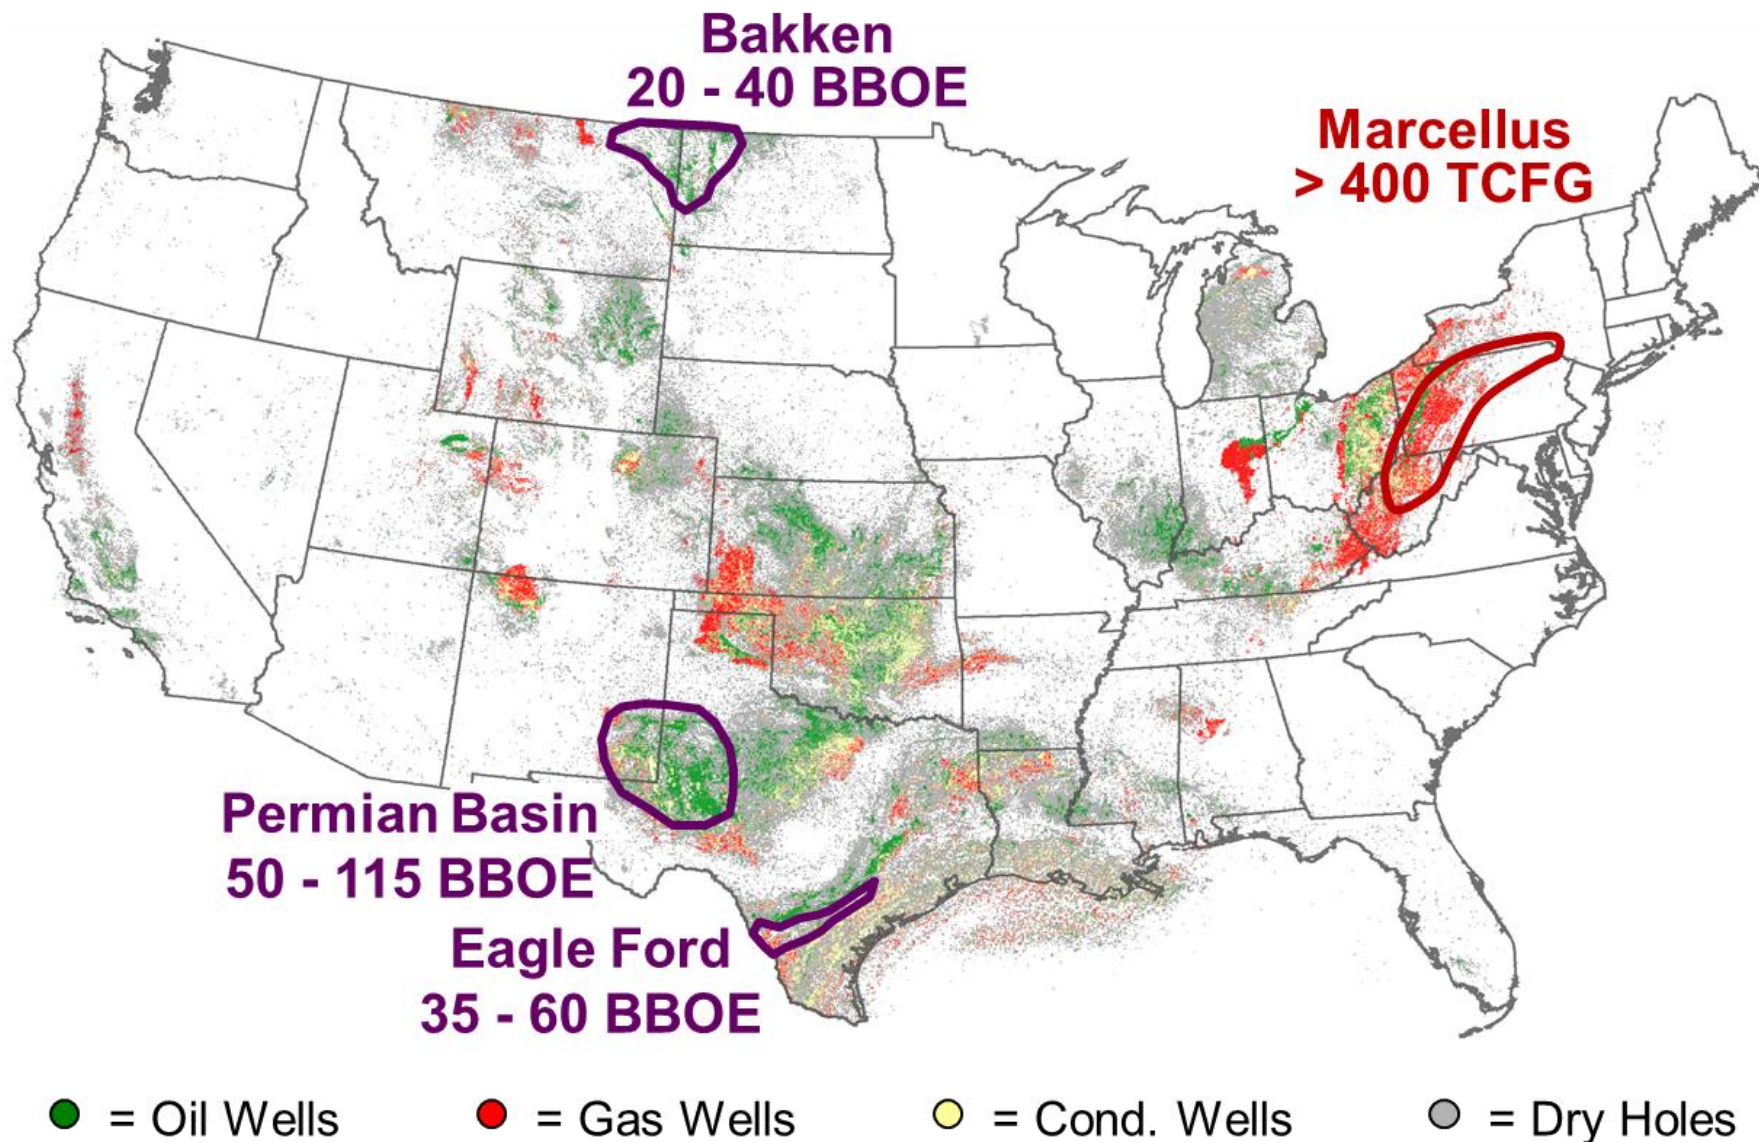 Bakken
20 - 40 BBOE
Marcellus
> 400 TCFG
Permian Basin
50 - 115 BBOE
Eagle Ford
35 - 60 BBOE
= Oil Wells
= Gas Wells
= Cond. Wells
= Dry Holes